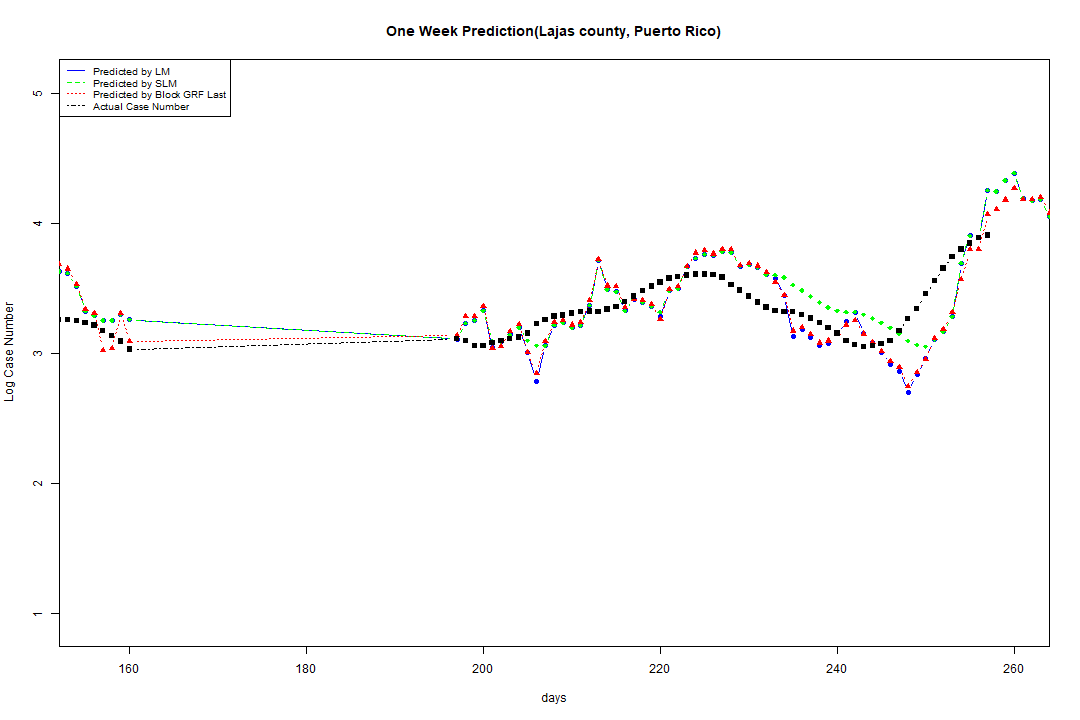 One Week Prediction(Lajas county, Puerto Rico)
Predicted by LM
Predicted by SLM
Predicted by Block GRF Last
Actual Case Number
5
4
3
2
1
Log Case Number
160 180 200 220 240 260
days